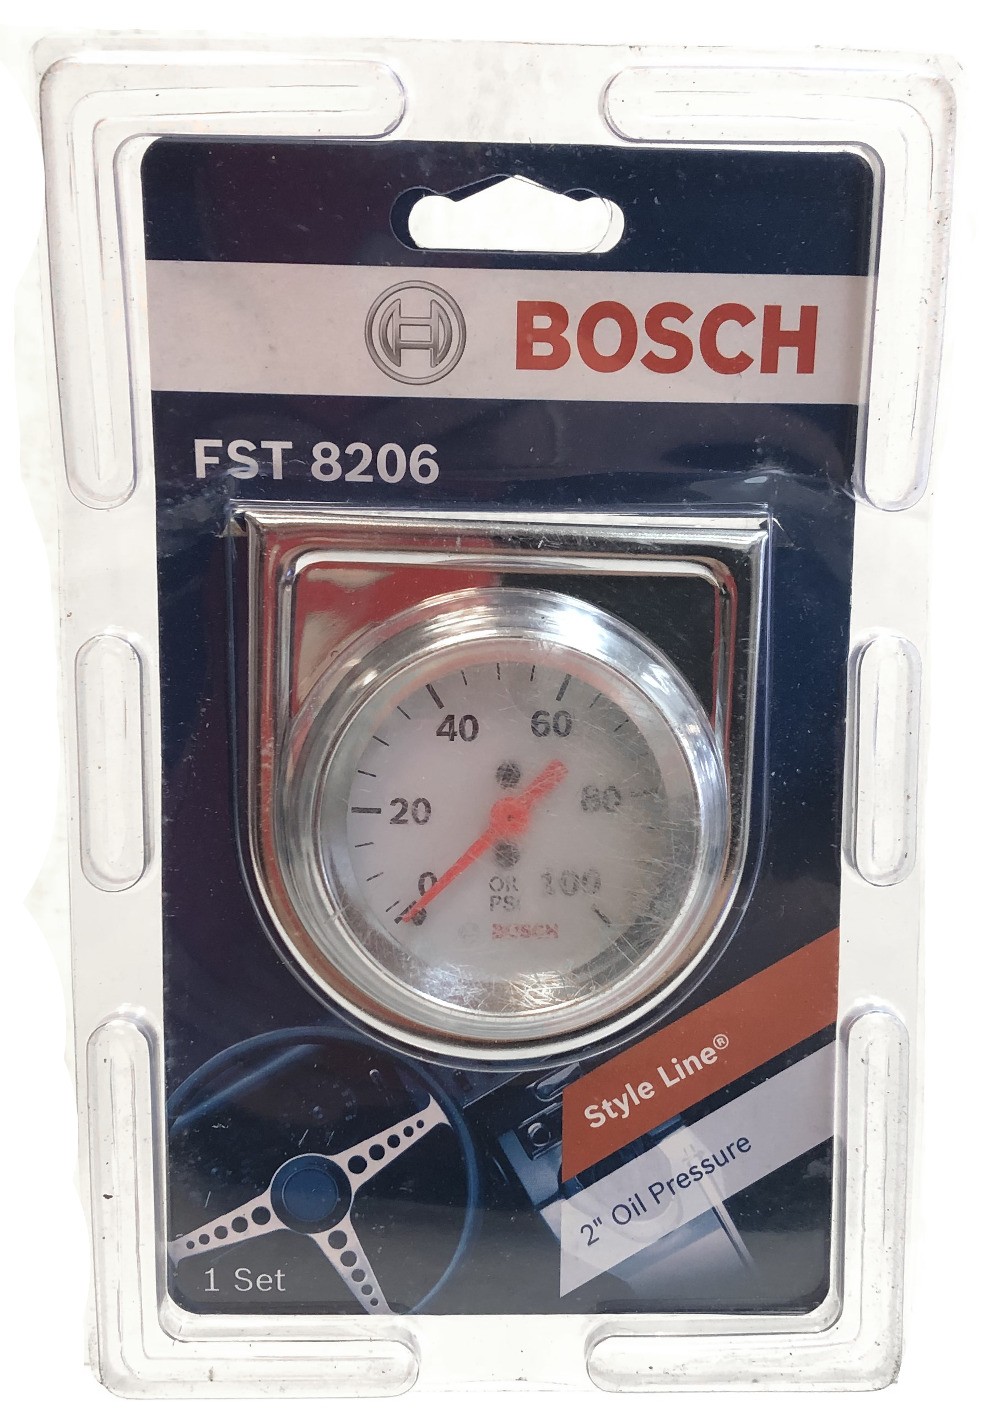 BOSCH
FST 8206
40 60
20 80
0 100
OIL
PSI
BOSCH
Style Line®
2" Oil Pressure
1 Set